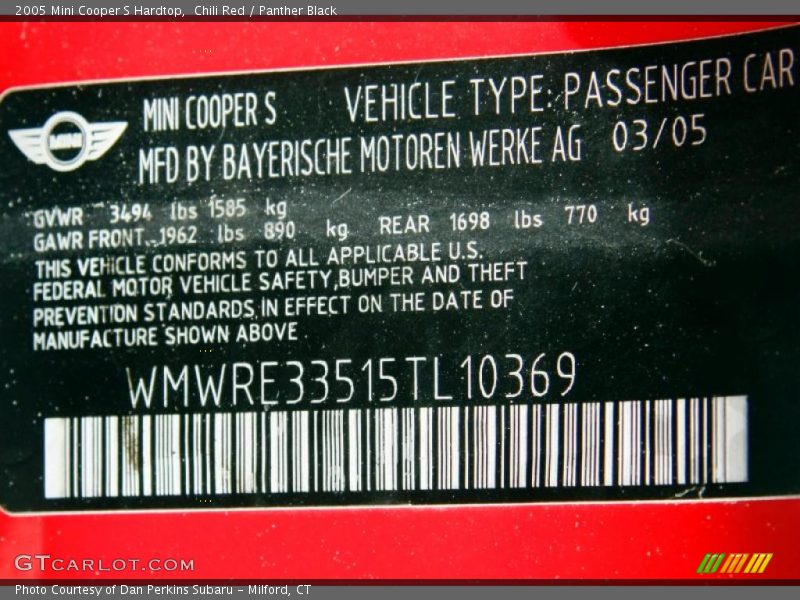 2005 Mini Cooper S Hardtop,  Chili Red / Panther Black
MINI COOPER S VEHICLE TYPE: PASSENGER CAR
MINI
MFD BY BAYERISCHE MOTOREN WERKE AG 03/05
GVWR 3494 lbs 1585 kg
GAWR FRONT 1962 lbs 890 kg REAR 1698 lbs 770 kg
THIS VEHICLE CONFORMS TO ALL APPLICABLE U.S.
FEDERAL MOTOR VEHICLE SAFETY,BUMPER AND THEFT
PREVENTION STANDARDS IN EFFECT ON THE DATE OF
MANUFACTURE SHOWN ABOVE
WMWRE33515TL10369
GTCARLOT.COM
Photo Courtesy of Dan Perkins Subaru – Milford, CT